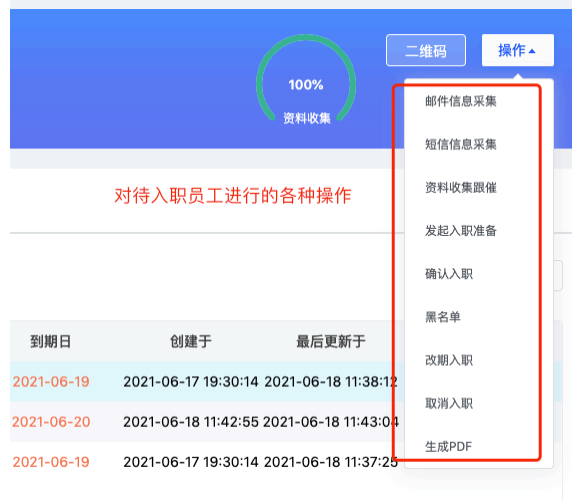 二维码
操作
100%
资料收集
邮件信息采集
短信信息采集
资料收集跟催
发起入职准备
确认入职
黑名单
改期入职
取消入职
生成PDF
对待入职员工进行的各种操作
到期日 创建于 最后更新于
2021-06-19 2021-06-17 19:30:14 2021-06-18 11:38:12
2021-06-20 2021-06-18 11:42:55 2021-06-18 11:43:04
2021-06-19 2021-06-17 19:30:14 2021-06-18 11:37:25